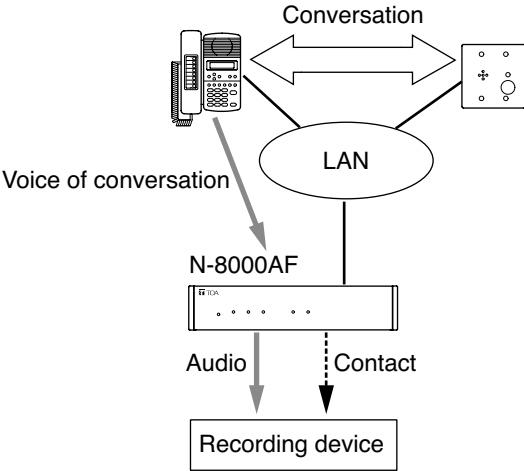 Conversation
LAN
Voice of conversation
N-8000AF
TOA
Audio
Contact
Recording device